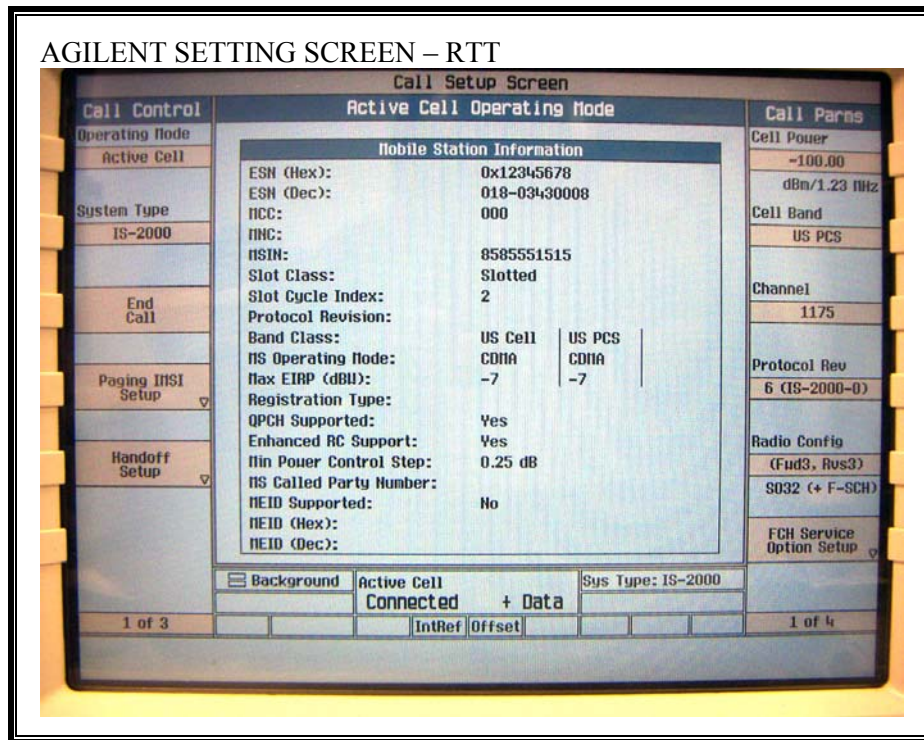 AGILENT SETTING SCREEN – RTT
Call Setup Screen
Call Control
Operating Mode
Active Cell
System Type
IS-2000
End
Call
Paging IMSI
Setup
Handoff
Setup
1 of 3
Active Cell Operating Mode
Mobile Station Information
ESN (Hex): 0x12345678
ESN (Dec): 018-03430008
MCC: 000
MNC:
MSIN: 8585551515
Slot Class: Slotted
Slot Cycle Index: 2
Protocol Revision:
Band Class: US Cell US PCS
MS Operating Mode: CDMA CDMA
Max EIRP (dBW): -7 -7
Registration Type:
QPCH Supported: Yes
Enhanced RC Support: Yes
Min Power Control Step: 0.25 dB
MS Called Party Number:
MEID Supported: No
MEID (Hex):
MEID (Dec):
Background
Active Cell
Connected + Data
Sys Type: IS-2000
IntRef Offset
Call Parms
Cell Power
-100.00
dBm/1.23 MHz
Cell Band
US PCS
Channel
1175
Protocol Rev
6 (IS-2000-0)
Radio Config
(Fwd3, Rvs3)
SO32 (+ F-SCH)
FCH Service
Option Setup
1 of 4